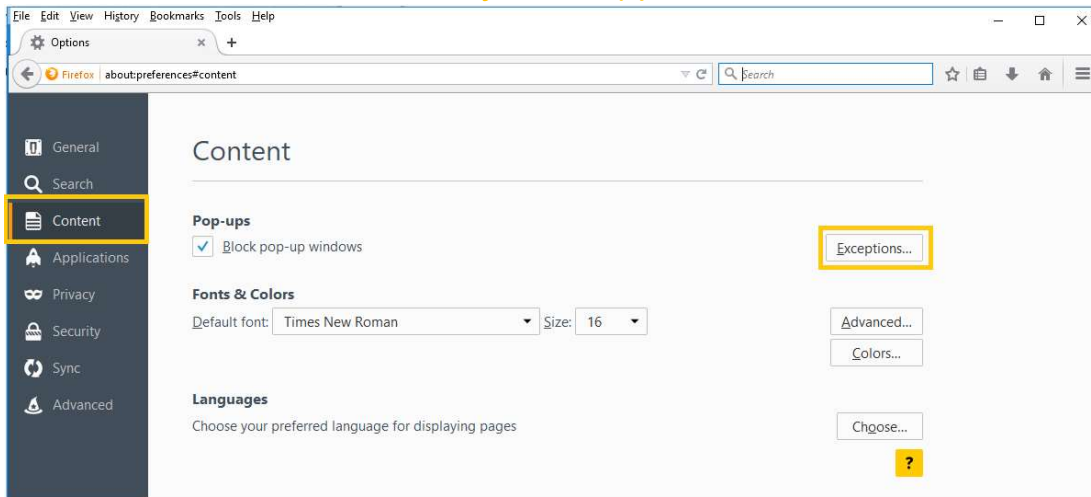 File Edit View History Bookmarks Tools Help
Options
Firefox about:preferences#content Search
General
Search
Content
Applications
Privacy
Security
Sync
Advanced
Content
Pop-ups
Block pop-up windows Exceptions...
Fonts & Colors
Default font: Times New Roman Size: 16 Advanced...
Colors...
Languages
Choose your preferred language for displaying pages Choose...
?